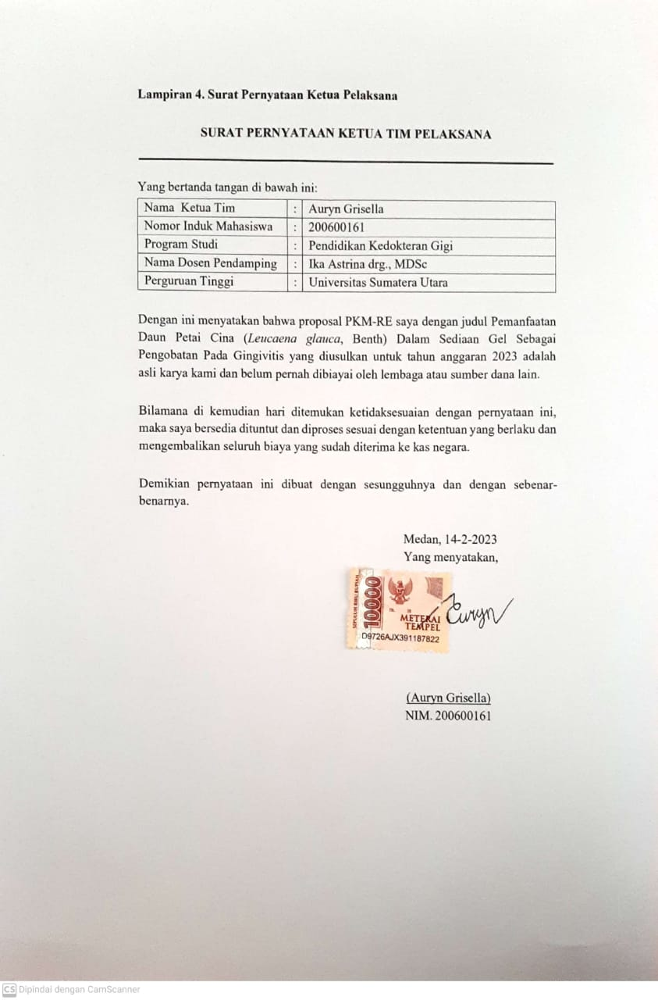 Lampiran 4. Surat Pernyataan Ketua Pelaksana
SURAT PERNYATAAN KETUA TIM PELAKSANA
Yang bertanda tangan di bawah ini:
Nama Ketua Tim : Auryn Grisella
Nomor Induk Mahasiswa : 200600161
Program Studi : Pendidikan Kedokteran Gigi
Nama Dosen Pendamping : Ika Astrina drg., MDSc
Perguruan Tinggi : Universitas Sumatera Utara
Dengan ini menyatakan bahwa proposal PKM-RE saya dengan judul Pemanfaatan
Daun Petai Cina (Leucaena glauca, Benth) Dalam Sediaan Gel Sebagai
Pengobatan Pada Gingivitis yang diusulkan untuk tahun anggaran 2023 adalah
asli karya kami dan belum pernah dibiayai oleh lembaga atau sumber dana lain.
Bilamana di kemudian hari ditemukan ketidaksesuaian dengan pernyataan ini,
maka saya bersedia dituntut dan diproses sesuai dengan ketentuan yang berlaku dan
mengembalikan seluruh biaya yang sudah diterima ke kas negara.
Demikian pernyataan ini dibuat dengan sesungguhnya dan dengan sebenar-
benarnya.
Medan, 14-2-2023
Yang menyatakan,
SEPULUH RIBU RUPIAH
10000
METERAI
TEMPEL
D9726AJX391187822
Euryn
(Auryn Grisella)
NIM. 200600161
CS Dipindai dengan CamScanner